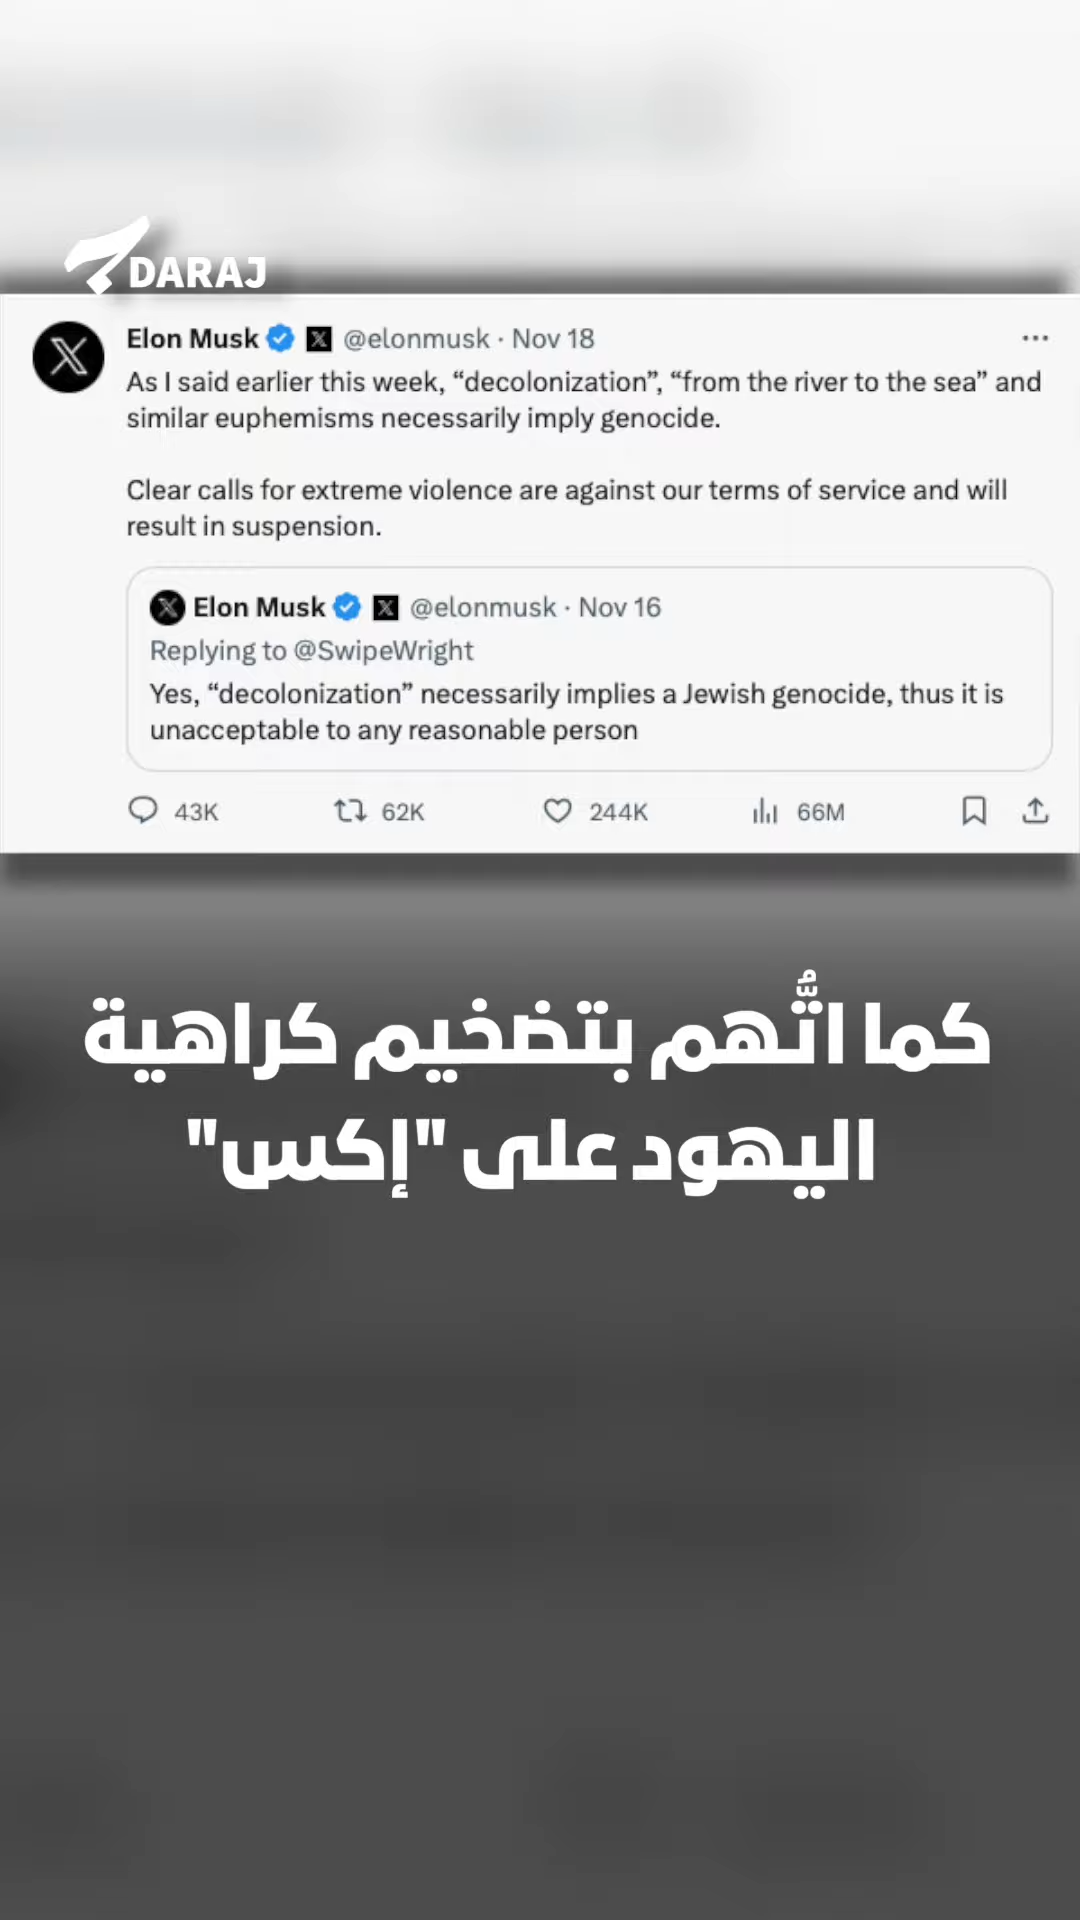 DARAJ
Elon Musk @elonmusk · Nov 18
As I said earlier this week, “decolonization”, “from the river to the sea” and
similar euphemisms necessarily imply genocide.
Clear calls for extreme violence are against our terms of service and will
result in suspension.
Elon Musk @elonmusk · Nov 16
Replying to @SwipeWright
Yes, “decolonization” necessarily implies a Jewish genocide, thus it is
unacceptable to any reasonable person
43K 62K 244K 66M
كما اتُّهم بتضخيم كراهية
اليهود على "إكس"